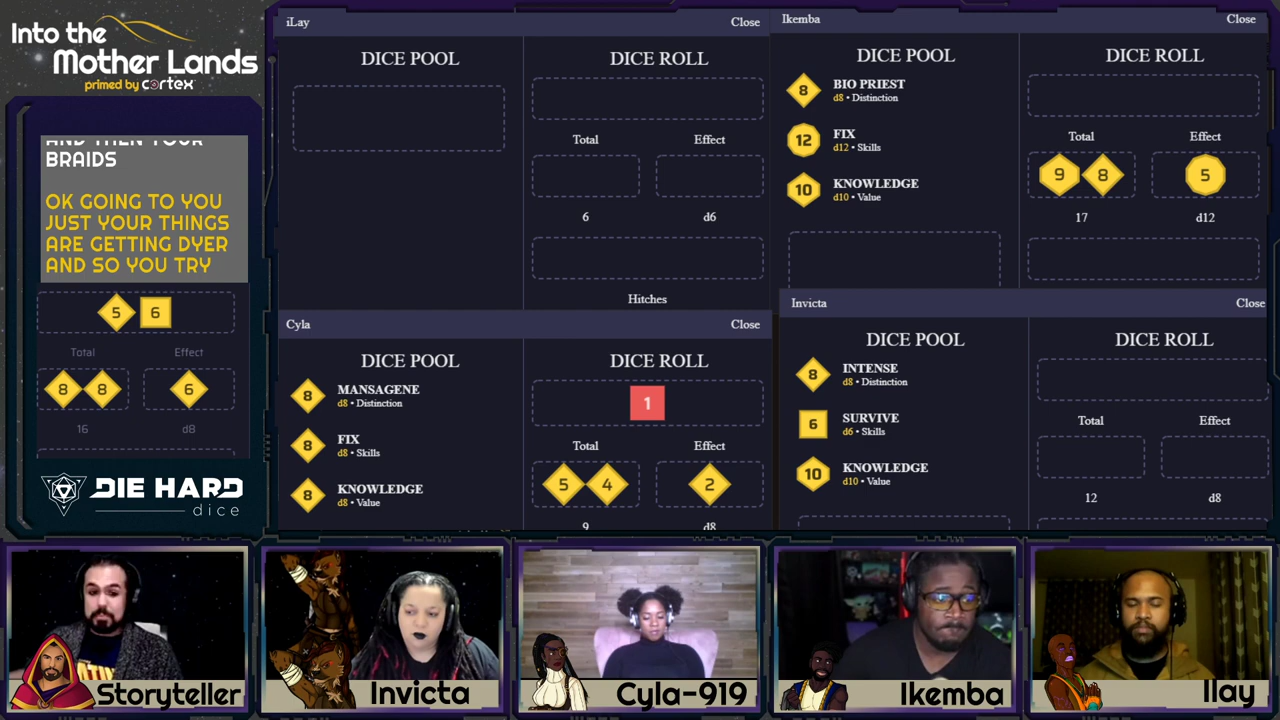 Into the
Mother Lands
primed by cortex
AND THEN YOUR
BRAIDS
OK GOING TO YOU
JUST YOUR THINGS
ARE GETTING DYER
AND SO YOU TRY
5 6
Total Effect
8 8 6
16 d8
DIE HARD
dice
iLay Close
DICE POOL DICE ROLL
Total Effect
6 d6
Hitches
Ikemba Close
DICE POOL DICE ROLL
8 BIO PRIEST
d8 • Distinction
12 FIX
d12 • Skills
10 KNOWLEDGE
d10 • Value
Total Effect
9 8 5
17 d12
Cyla Close
DICE POOL DICE ROLL
8 MANSAGENE
d8 • Distinction
8 FIX
d8 • Skills
8 KNOWLEDGE
d8 • Value
1
Total Effect
5 4 2
9 d8
Invicta Close
DICE POOL DICE ROLL
8 INTENSE
d8 • Distinction
6 SURVIVE
d6 • Skills
10 KNOWLEDGE
d10 • Value
Total Effect
12 d8
Storyteller
Invicta
Cyla-919
Ikemba
Ilay